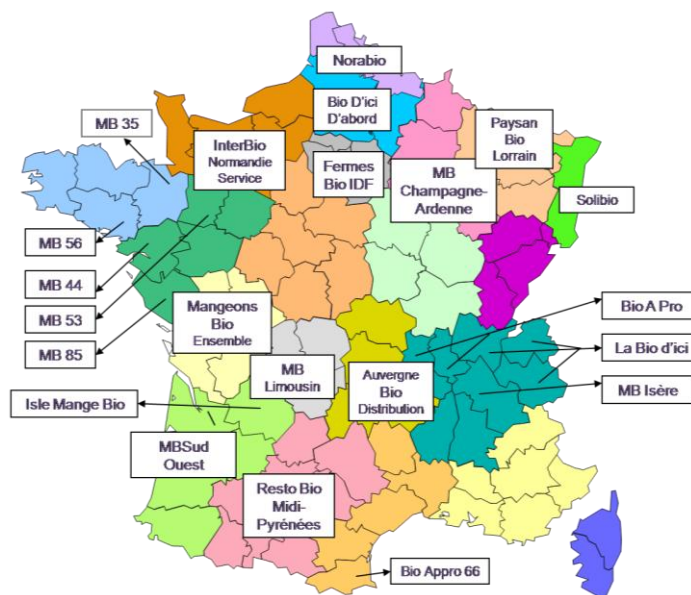 Norabio
Bio D'ici
D'abord
MB 35
InterBio
Normandie
Service
Fermes
Bio IDF
MB
Champagne-
Ardenne
Paysan
Bio
Lorrain
Solibio
MB 56
MB 44
MB 53
MB 85
Mangeons
Bio
Ensemble
MB
Limousin
Auvergne
Bio
Distribution
Bio A Pro
La Bio d'ici
MB Isère
Isle Mange Bio
MBSud
Ouest
Resto Bio
Midi-
Pyrénées
Bio Appro 66